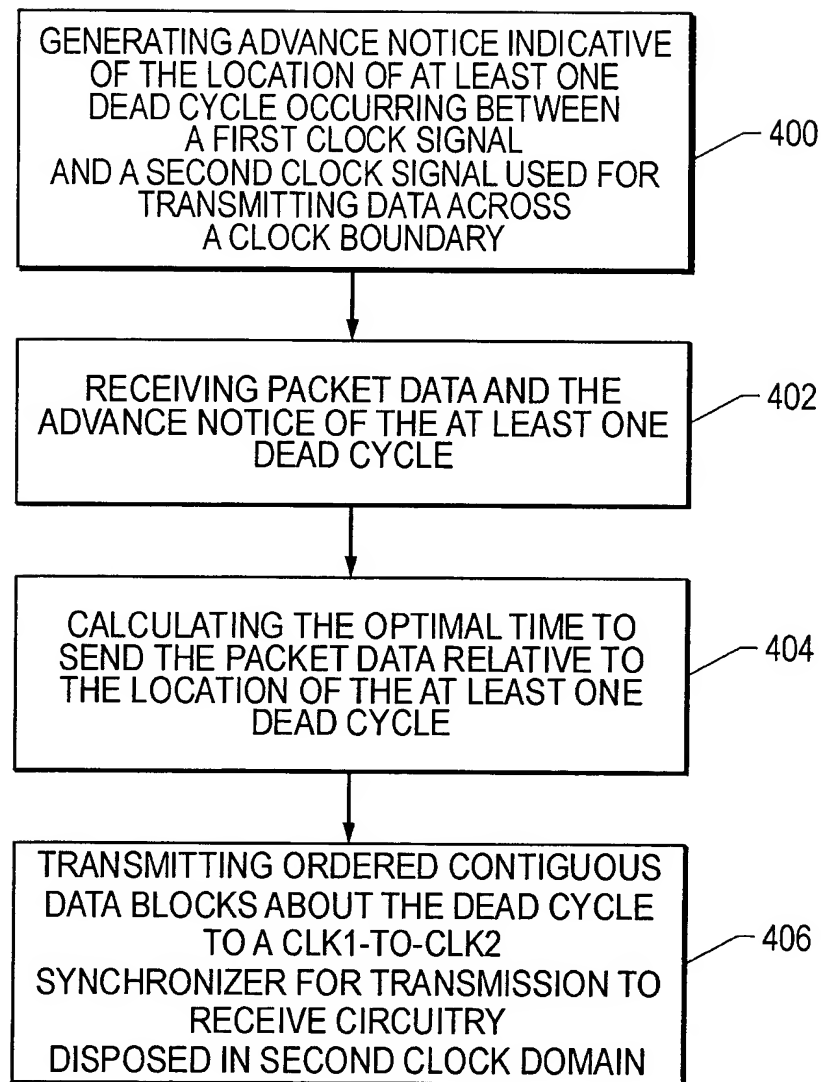 GENERATING ADVANCE NOTICE INDICATIVE
OF THE LOCATION OF AT LEAST ONE
DEAD CYCLE OCCURRING BETWEEN
A FIRST CLOCK SIGNAL
AND A SECOND CLOCK SIGNAL USED FOR
TRANSMITTING DATA ACROSS
A CLOCK BOUNDARY
400
RECEIVING PACKET DATA AND THE
ADVANCE NOTICE OF THE AT LEAST ONE
DEAD CYCLE
402
CALCULATING THE OPTIMAL TIME TO
SEND THE PACKET DATA RELATIVE TO
THE LOCATION OF THE AT LEAST ONE
DEAD CYCLE
404
TRANSMITTING ORDERED CONTIGUOUS
DATA BLOCKS ABOUT THE DEAD CYCLE
TO A CLK1-TO-CLK2
SYNCHRONIZER FOR TRANSMISSION TO
RECEIVE CIRCUITRY
DISPOSED IN SECOND CLOCK DOMAIN
406